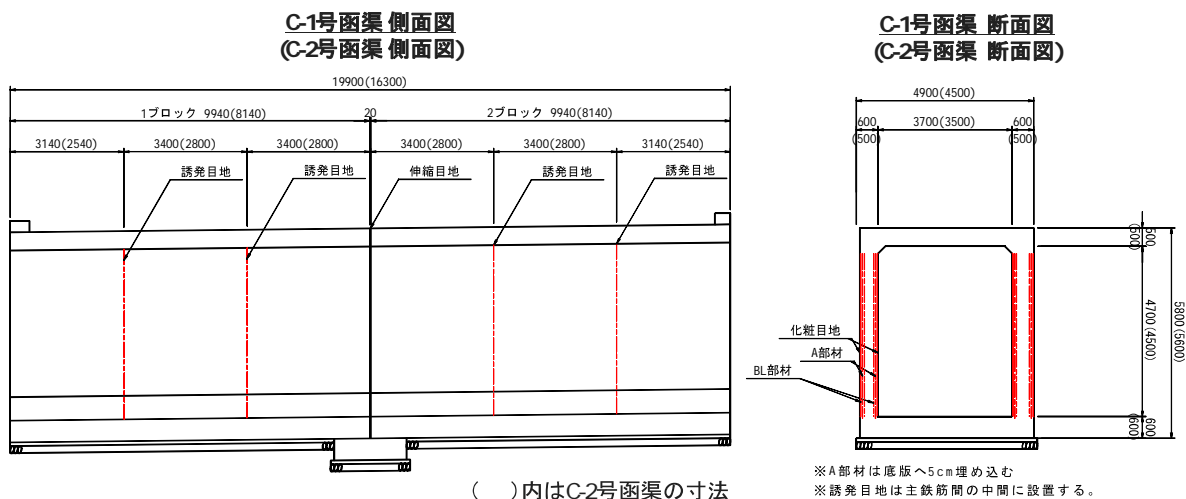 C-1号函渠 側面図
(C-2号函渠 側面図)
19900(16300)
1ブロック 9940(8140)
20
2ブロック 9940(8140)
3140(2540)
3400(2800)
3400(2800)
3400(2800)
3400(2800)
3140(2540)
誘発目地
誘発目地
伸縮目地
誘発目地
誘発目地
( )内はC-2号函渠の寸法
C-1号函渠 断面図
(C-2号函渠 断面図)
4900(4500)
600
(500)
3700(3500)
600
(500)
500
(500)
4700(4500)
5800(5600)
600
(600)
化粧目地
A部材
BL部材
※A部材は底版へ5cm埋め込む
※誘発目地は主鉄筋間の中間に設置する。